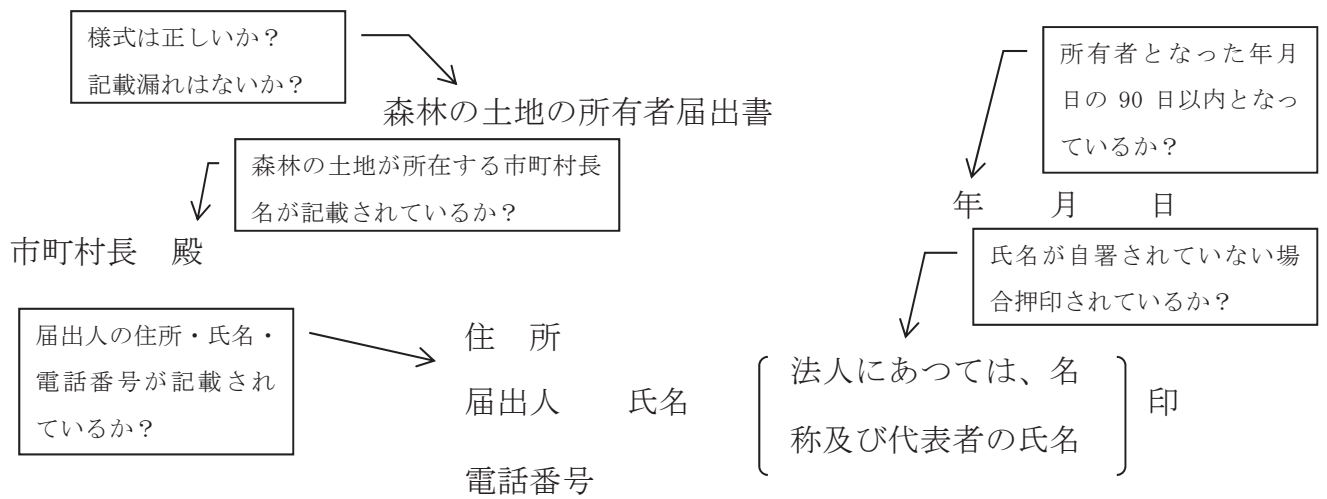 様式は正しいか？
記載漏れはないか？
所有者となった年月
日の 90 日以内となっ
ているか？
森林の土地の所有者届出書
森林の土地が所在する市町村長
名が記載されているか？
年　月　日
市町村長　殿
氏名が自署されていない場
合押印されているか？
届出人の住所・氏名・
電話番号が記載され
ているか？
住　所
届出人　氏名
法人にあつては、名
称及び代表者の氏名
印
電話番号